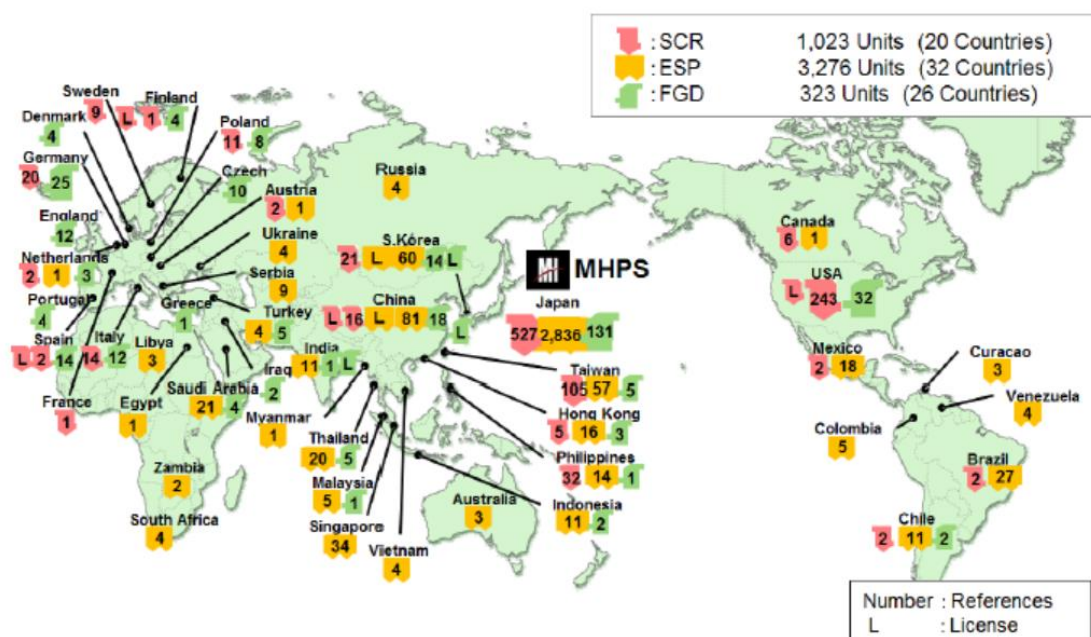 : SCR 1,023 Units (20 Countries)
: ESP 3,276 Units (32 Countries)
: FGD 323 Units (26 Countries)
Sweden
9
Finland
L 1 4
Denmark
4
Poland
11 8
Germany
20 25
Czech
10
Austria
2 1
England
12
Ukraine
4
Netherlands
2 1 3
Serbia
9
Portugal
4
Greece
1
Turkey
4 5
Spain
L 2 14
Italy
14 12
Libya
3
Iraq
2
France
1
Egypt
1
Saudi Arabia
21 4
Zambia
2
South Africa
4
Russia
4
S.Korea
21 L 60 14 L
China
L 16 L 81 18 L
India
11 1 L
Myanmar
1
Thailand
20 5
Malaysia
5 1
Singapore
34
Vietnam
4
MHPS
Japan
527 2,836 131
Taiwan
105 57 5
Hong Kong
5 16 3
Philippines
32 14 1
Indonesia
11 2
Australia
3
Canada
6 1
USA
L 243 32
Mexico
2 18
Curacao
3
Venezuela
4
Colombia
5
Brazil
2 27
Chile
2 11 2
Number : References
L : License